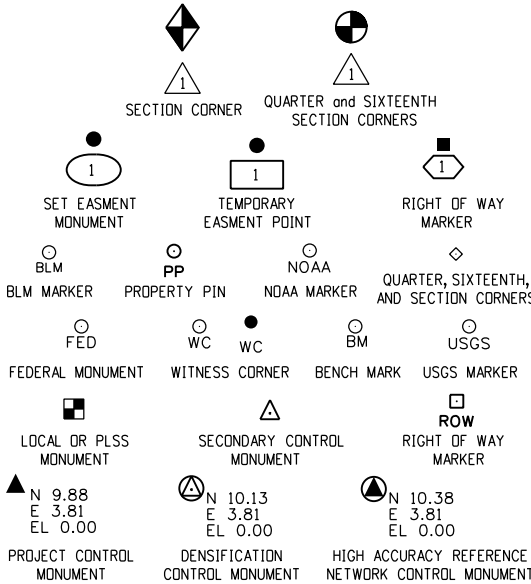 1
1
SECTION CORNER
QUARTER and SIXTEENTH
SECTION CORNERS
1
1
1
SET EASMENT
MONUMENT
TEMPORARY
EASMENT POINT
RIGHT OF WAY
MARKER
BLM
PP
NOAA
BLM MARKER
PROPERTY PIN
NOAA MARKER
QUARTER, SIXTEENTH,
AND SECTION CORNERS
FED
WC
WC
BM
USGS
FEDERAL MONUMENT
WITNESS CORNER
BENCH MARK
USGS MARKER
ROW
LOCAL OR PLSS
MONUMENT
SECONDARY CONTROL
MONUMENT
RIGHT OF WAY
MARKER
N 9.88
E 3.81
EL 0.00
N 10.13
E 3.81
EL 0.00
N 10.38
E 3.81
EL 0.00
PROJECT CONTROL
MONUMENT
DENSIFICATION
CONTROL MONUMENT
HIGH ACCURACY REFERENCE
NETWORK CONTROL MONUMENT